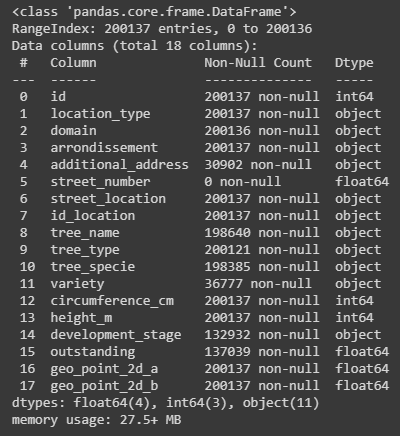 <class 'pandas.core.frame.DataFrame'>
RangeIndex: 200137 entries, 0 to 200136
Data columns (total 18 columns):
 #   Column              Non-Null Count   Dtype
---  ------              --------------   -----
 0   id                  200137 non-null  int64
 1   location_type       200137 non-null  object
 2   domain              200136 non-null  object
 3   arrondissement      200137 non-null  object
 4   additional_address  30902 non-null   object
 5   street_number       0 non-null       float64
 6   street_location     200137 non-null  object
 7   id_location         200137 non-null  object
 8   tree_name           198640 non-null  object
 9   tree_type           200121 non-null  object
 10  tree_specie         198385 non-null  object
 11  variety             36777 non-null   object
 12  circumference_cm    200137 non-null  int64
 13  height_m            200137 non-null  int64
 14  development_stage   132932 non-null  object
 15  outstanding         137039 non-null  float64
 16  geo_point_2d_a      200137 non-null  float64
 17  geo_point_2d_b      200137 non-null  float64
dtypes: float64(4), int64(3), object(11)
memory usage: 27.5+ MB